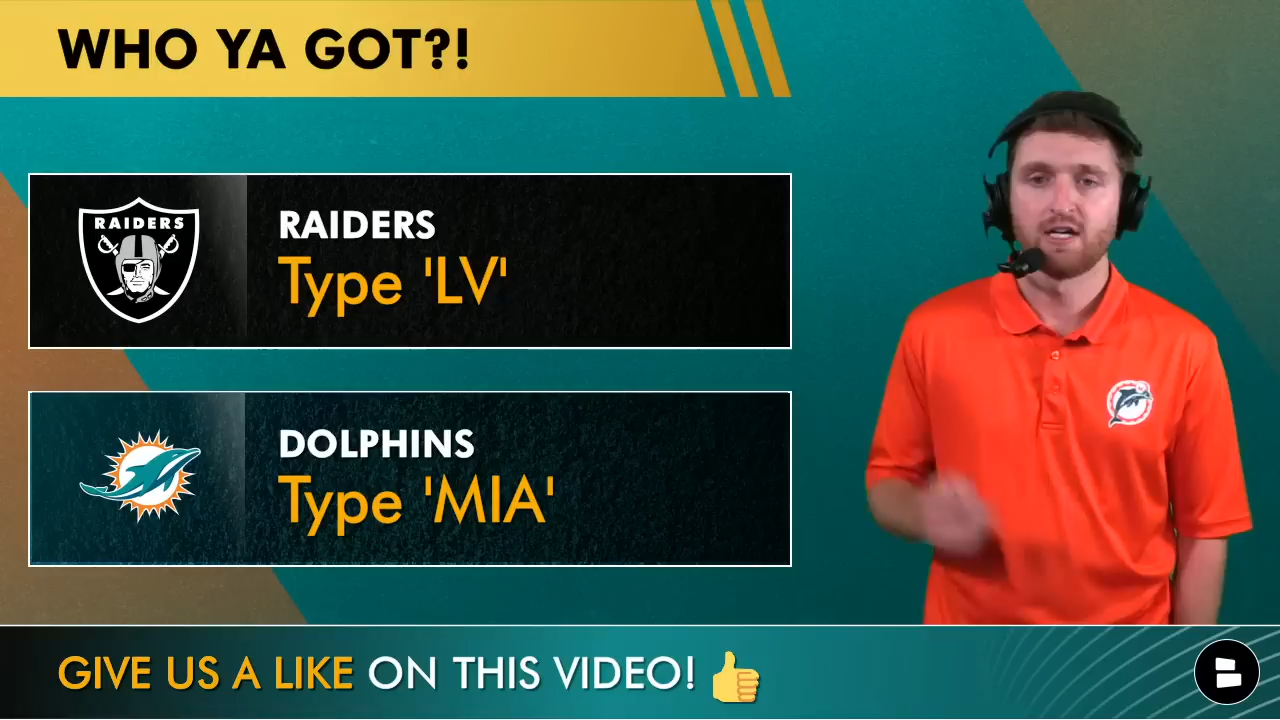 WHO YA GOT?!
RAIDERS
RAIDERS
Type 'LV'
DOLPHINS
Type 'MIA'
GIVE US A LIKE ON THIS VIDEO!